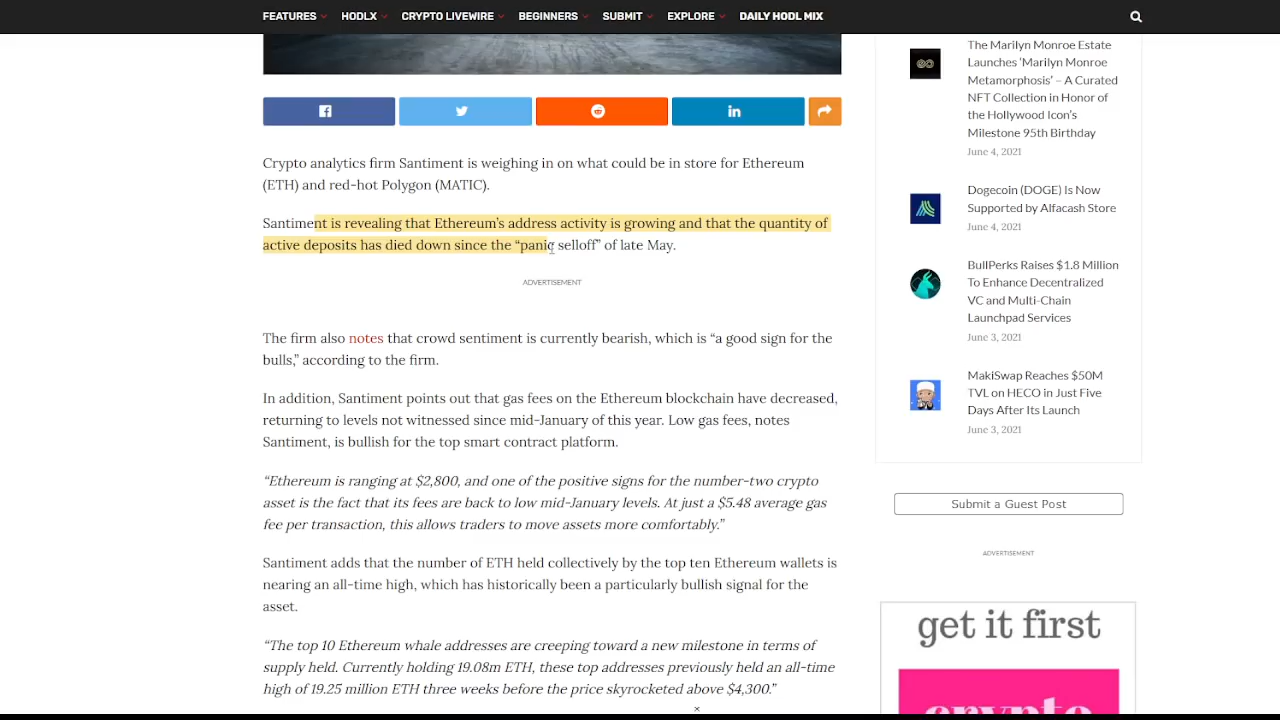 FEATURES HODLX CRYPTO LIVEWIRE BEGINNERS SUBMIT EXPLORE DAILY HODL MIX
Crypto analytics firm Santiment is weighing in on what could be in store for Ethereum
(ETH) and red-hot Polygon (MATIC).
Santiment is revealing that Ethereum’s address activity is growing and that the quantity of
active deposits has died down since the “panic selloff” of late May.
ADVERTISEMENT
The firm also notes that crowd sentiment is currently bearish, which is “a good sign for the
bulls,” according to the firm.
In addition, Santiment points out that gas fees on the Ethereum blockchain have decreased,
returning to levels not witnessed since mid-January of this year. Low gas fees, notes
Santiment, is bullish for the top smart contract platform.
“Ethereum is ranging at $2,800, and one of the positive signs for the number-two crypto
asset is the fact that its fees are back to low mid-January levels. At just a $5.48 average gas
fee per transaction, this allows traders to move assets more comfortably.”
Santiment adds that the number of ETH held collectively by the top ten Ethereum wallets is
nearing an all-time high, which has historically been a particularly bullish signal for the
asset.
“The top 10 Ethereum whale addresses are creeping toward a new milestone in terms of
supply held. Currently holding 19.08m ETH, these top addresses previously held an all-time
high of 19.25 million ETH three weeks before the price skyrocketed above $4,300.”
The Marilyn Monroe Estate
Launches ‘Marilyn Monroe
Metamorphosis’ – A Curated
NFT Collection in Honor of
the Hollywood Icon’s
Milestone 95th Birthday
June 4, 2021
Dogecoin (DOGE) Is Now
Supported by Alfacash Store
June 4, 2021
BullPerks Raises $1.8 Million
To Enhance Decentralized
VC and Multi-Chain
Launchpad Services
June 3, 2021
MakiSwap Reaches $50M
TVL on HECO in Just Five
Days After Its Launch
June 3, 2021
Submit a Guest Post
ADVERTISEMENT
get it first
crypto